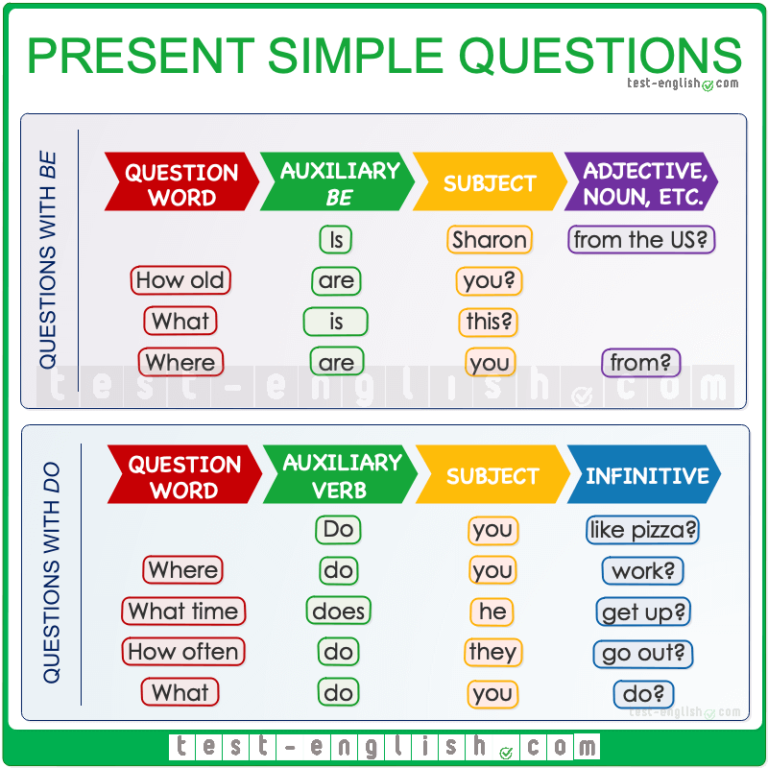 PRESENT SIMPLE QUESTIONS
test-english.com
QUESTIONS WITH BE
QUESTION WORD AUXILIARY BE SUBJECT ADJECTIVE, NOUN, ETC.
Is Sharon from the US?
How old are you?
What is this?
Where are you from?
test-english.com
QUESTIONS WITH DO
QUESTION WORD AUXILIARY VERB SUBJECT INFINITIVE
Do you like pizza?
Where do you work?
What time does he get up?
How often do they go out?
What do you do?
test-english.com
test-english.com